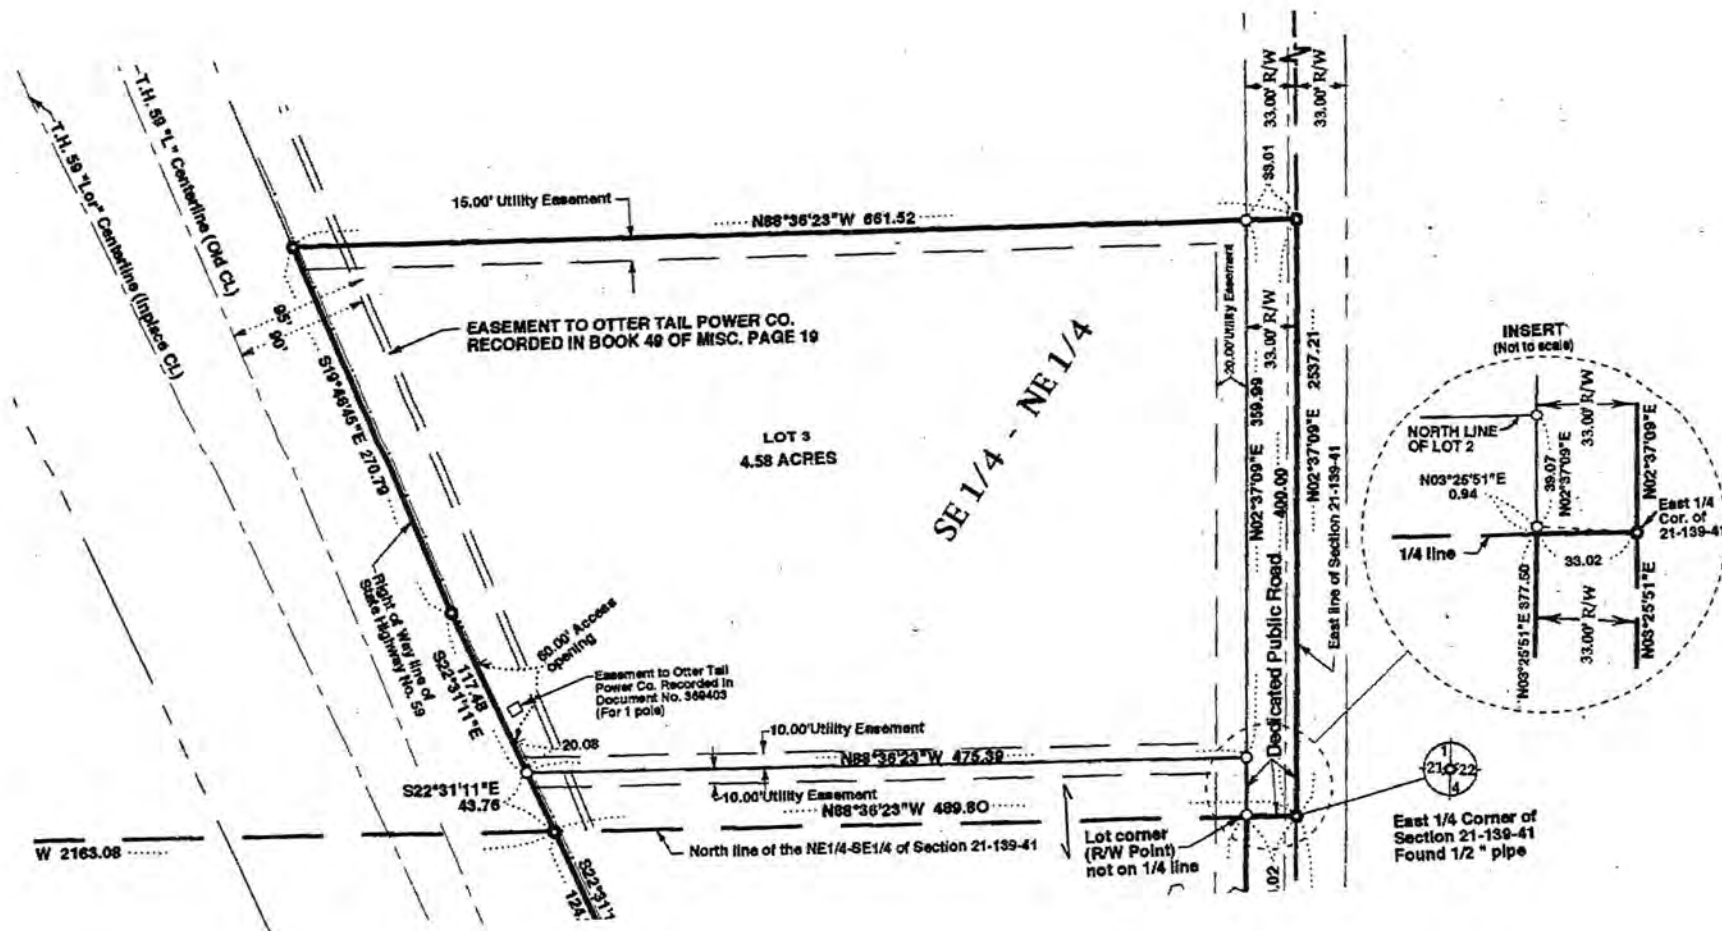 T.H. 59 "Lor" Centerline (Inplace CL)
T.H. 59 "L" Centerline (Old CL)
33.00' R/W
33.00' R/W
33.01
15.00' Utility Easement
N88°36'23"W 661.52
95'
90'
EASEMENT TO OTTER TAIL POWER CO.
RECORDED IN BOOK 49 OF MISC. PAGE 19
S19°46'45"E 270.79
LOT 3
4.58 ACRES
SE 1/4 - NE 1/4
20.00' Utility Easement
33.00' R/W
N02°37'09"E 359.99
400.00
N02°37'09"E 2537.21
East line of Section 21-139-41
Dedicated Public Road
Right of Way line of
State Highway No. 59
117.48
S22°31'11"E
60.00' Access
opening
Easement to Otter Tail
Power Co. Recorded in
Document No. 369403
(For 1 pole)
20.08
10.00' Utility Easement
N88°36'23"W 475.39
10.00' Utility Easement
N88°36'23"W 489.80
S22°31'11"E
43.76
W 2163.08
North line of the NE1/4-SE1/4 of Section 21-139-41
S22°31'1
124.
Lot corner
(R/W Point)
not on 1/4 line
.02
INSERT
(Not to scale)
NORTH LINE
OF LOT 2
33.00' R/W
N02°37'09"E
39.07
N02°37'09"E
N03°25'51"E
0.94
East 1/4
Cor. of
21-139-41
1/4 line
33.02
N03°25'51"E 377.50
33.00' R/W
N03°25'51"E
1
21 22
4
East 1/4 Corner of
Section 21-139-41
Found 1/2" pipe